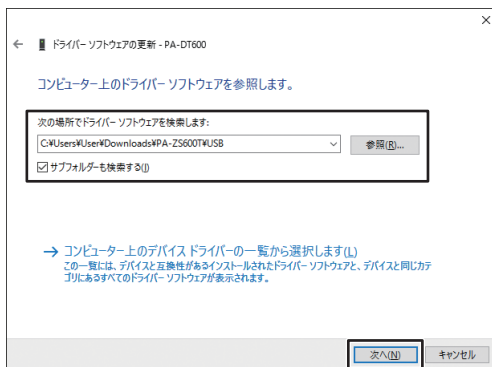 ドライバー ソフトウェアの更新 - PA-DT600
コンピューター上のドライバー ソフトウェアを参照します。
次の場所でドライバー ソフトウェアを検索します:
C:¥Users¥User¥Downloads¥PA-ZS600T¥USB
参照(R)...
サブフォルダーも検索する(I)
コンピューター上のデバイス ドライバーの一覧から選択します(L)
この一覧には、デバイスと互換性があるインストールされたドライバー ソフトウェアと、デバイスと同じカテ
ゴリにあるすべてのドライバー ソフトウェアが表示されます。
次へ(N)
キャンセル